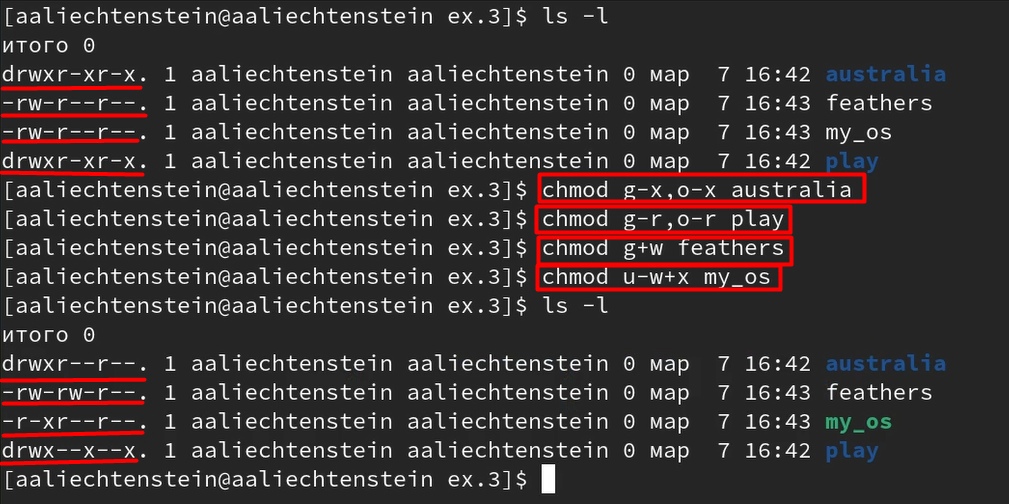 [aaliechtenstein@aaliechtenstein ex.3]$ ls -l
итого 0
drwxr-xr-x. 1 aaliechtenstein aaliechtenstein 0 мар  7 16:42 australia
-rw-r--r--. 1 aaliechtenstein aaliechtenstein 0 мар  7 16:43 feathers
-rw-r--r--. 1 aaliechtenstein aaliechtenstein 0 мар  7 16:43 my_os
drwxr-xr-x. 1 aaliechtenstein aaliechtenstein 0 мар  7 16:42 play
[aaliechtenstein@aaliechtenstein ex.3]$ chmod g-x,o-x australia
[aaliechtenstein@aaliechtenstein ex.3]$ chmod g-r,o-r play
[aaliechtenstein@aaliechtenstein ex.3]$ chmod g+w feathers
[aaliechtenstein@aaliechtenstein ex.3]$ chmod u-w+x my_os
[aaliechtenstein@aaliechtenstein ex.3]$ ls -l
итого 0
drwxr--r--. 1 aaliechtenstein aaliechtenstein 0 мар  7 16:42 australia
-rw-rw-r--. 1 aaliechtenstein aaliechtenstein 0 мар  7 16:43 feathers
-r-xr--r--. 1 aaliechtenstein aaliechtenstein 0 мар  7 16:43 my_os
drwx--x--x. 1 aaliechtenstein aaliechtenstein 0 мар  7 16:42 play
[aaliechtenstein@aaliechtenstein ex.3]$